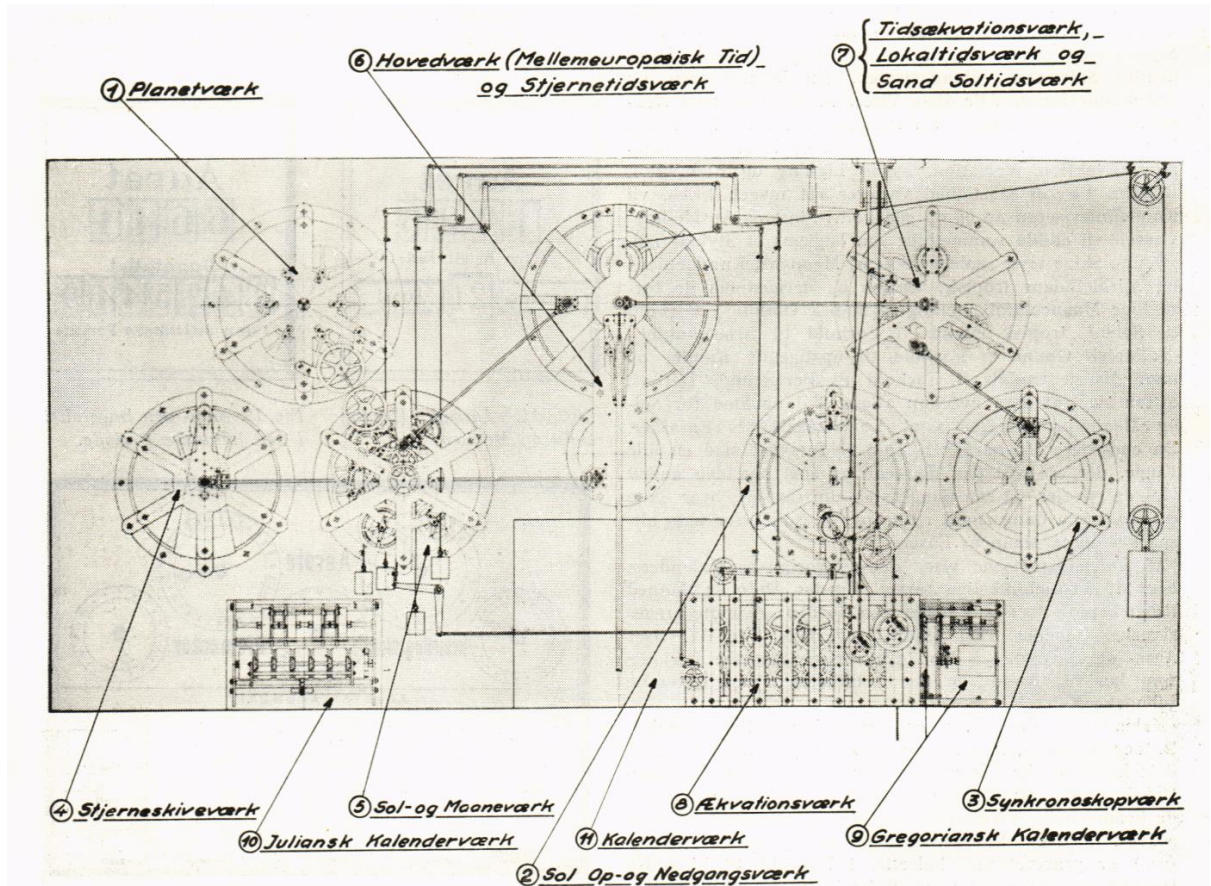 ⑥ Hovedværk (Mellemeuropæisk Tid)
og Stjernetidsværk
⑦ { Tidsækvationsværk,
Lokaltidsværk og
Sand Soltidsværk
① Planetværk
④ Stjerneskiveværk
⑤ Sol- og Maaneværk
⑧ Ækvationsværk
③ Synkronoskopværk
⑩ Juliansk Kalenderværk
⑪ Kalenderværk
⑨ Gregoriansk Kalenderværk
② Sol Op- og Nedgangsværk